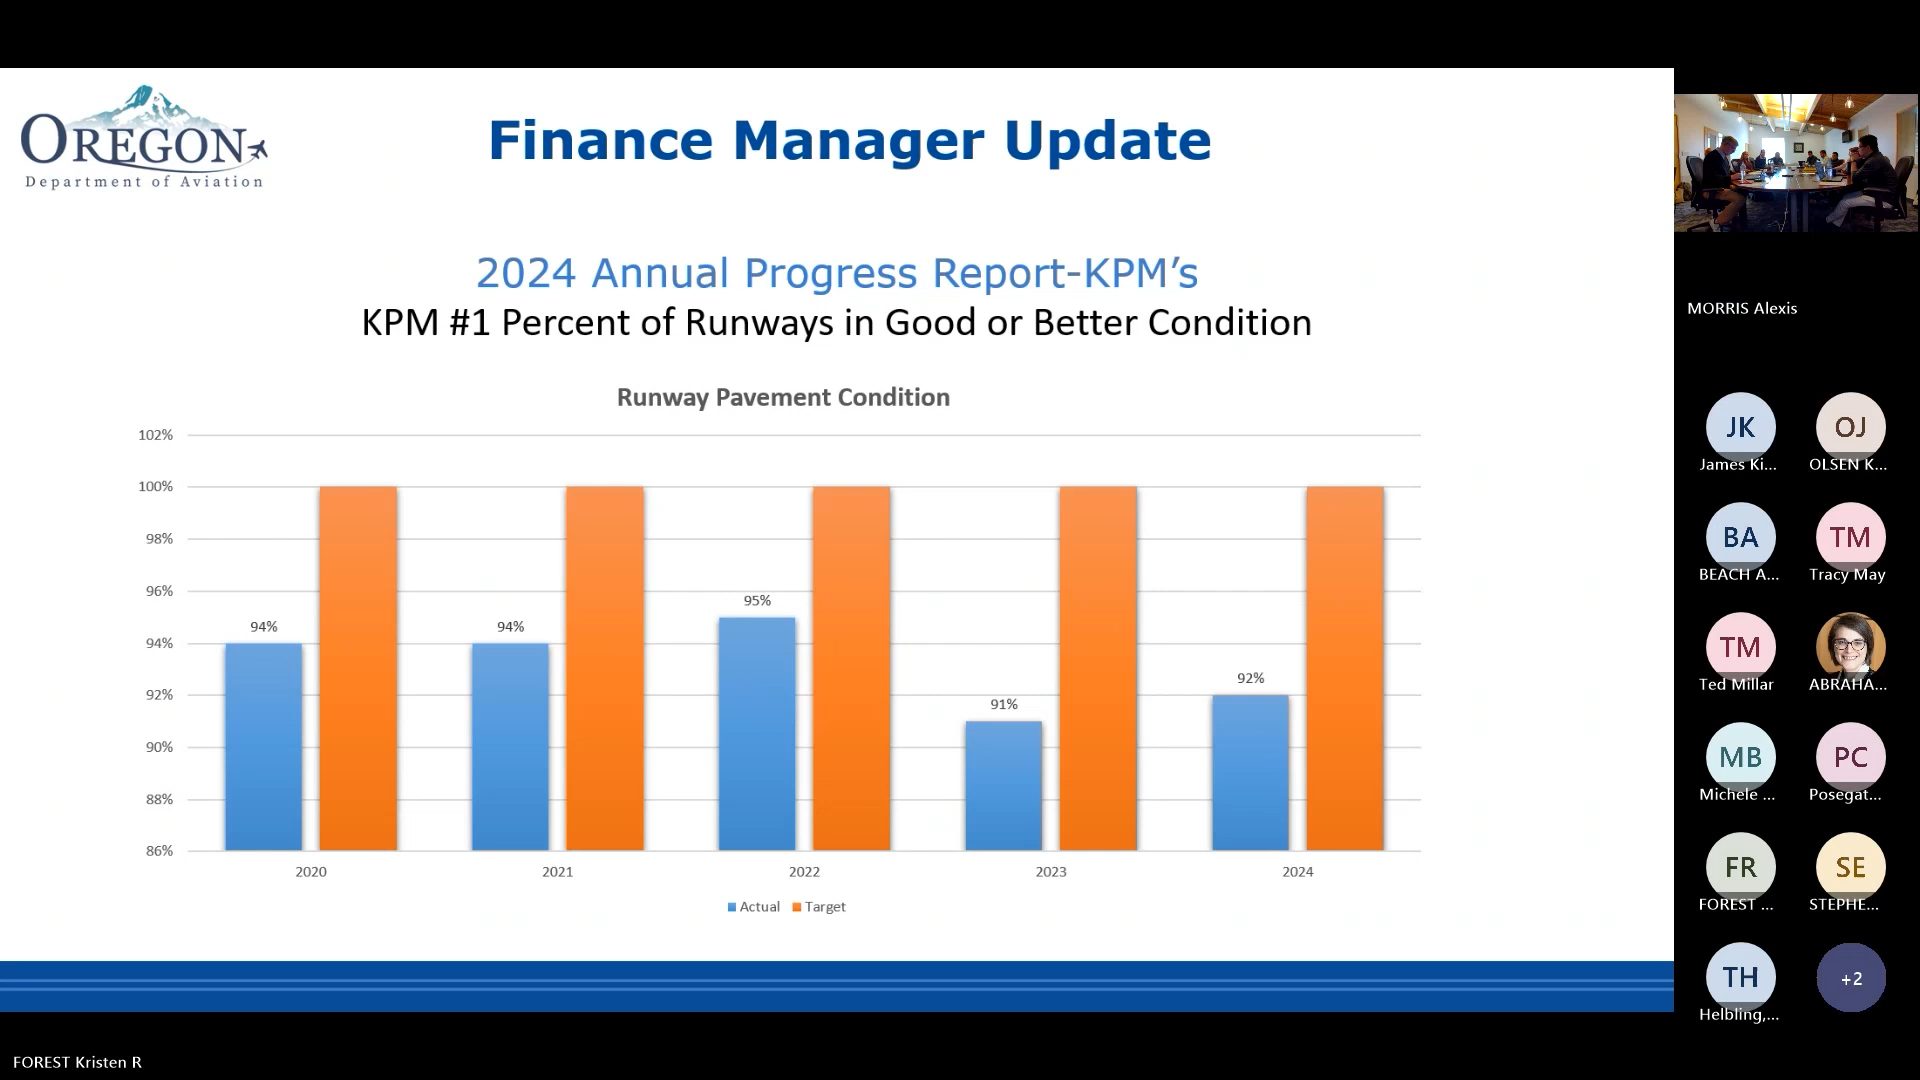 OREGON
Department of Aviation
Finance Manager Update
2024 Annual Progress Report-KPM’s
KPM #1 Percent of Runways in Good or Better Condition
Runway Pavement Condition
102%
100%
98%
96%
94%
92%
90%
88%
86%
94%
94%
95%
91%
92%
2020
2021
2022
2023
2024
Actual
Target
MORRIS Alexis
JK
James Ki...
OJ
OLSEN K...
BA
BEACH A...
TM
Tracy May
TM
Ted Millar
ABRAHA...
MB
Michele ...
PC
Posegat...
FR
FOREST ...
SE
STEPHE...
TH
Helbling,...
+2
FOREST Kristen R